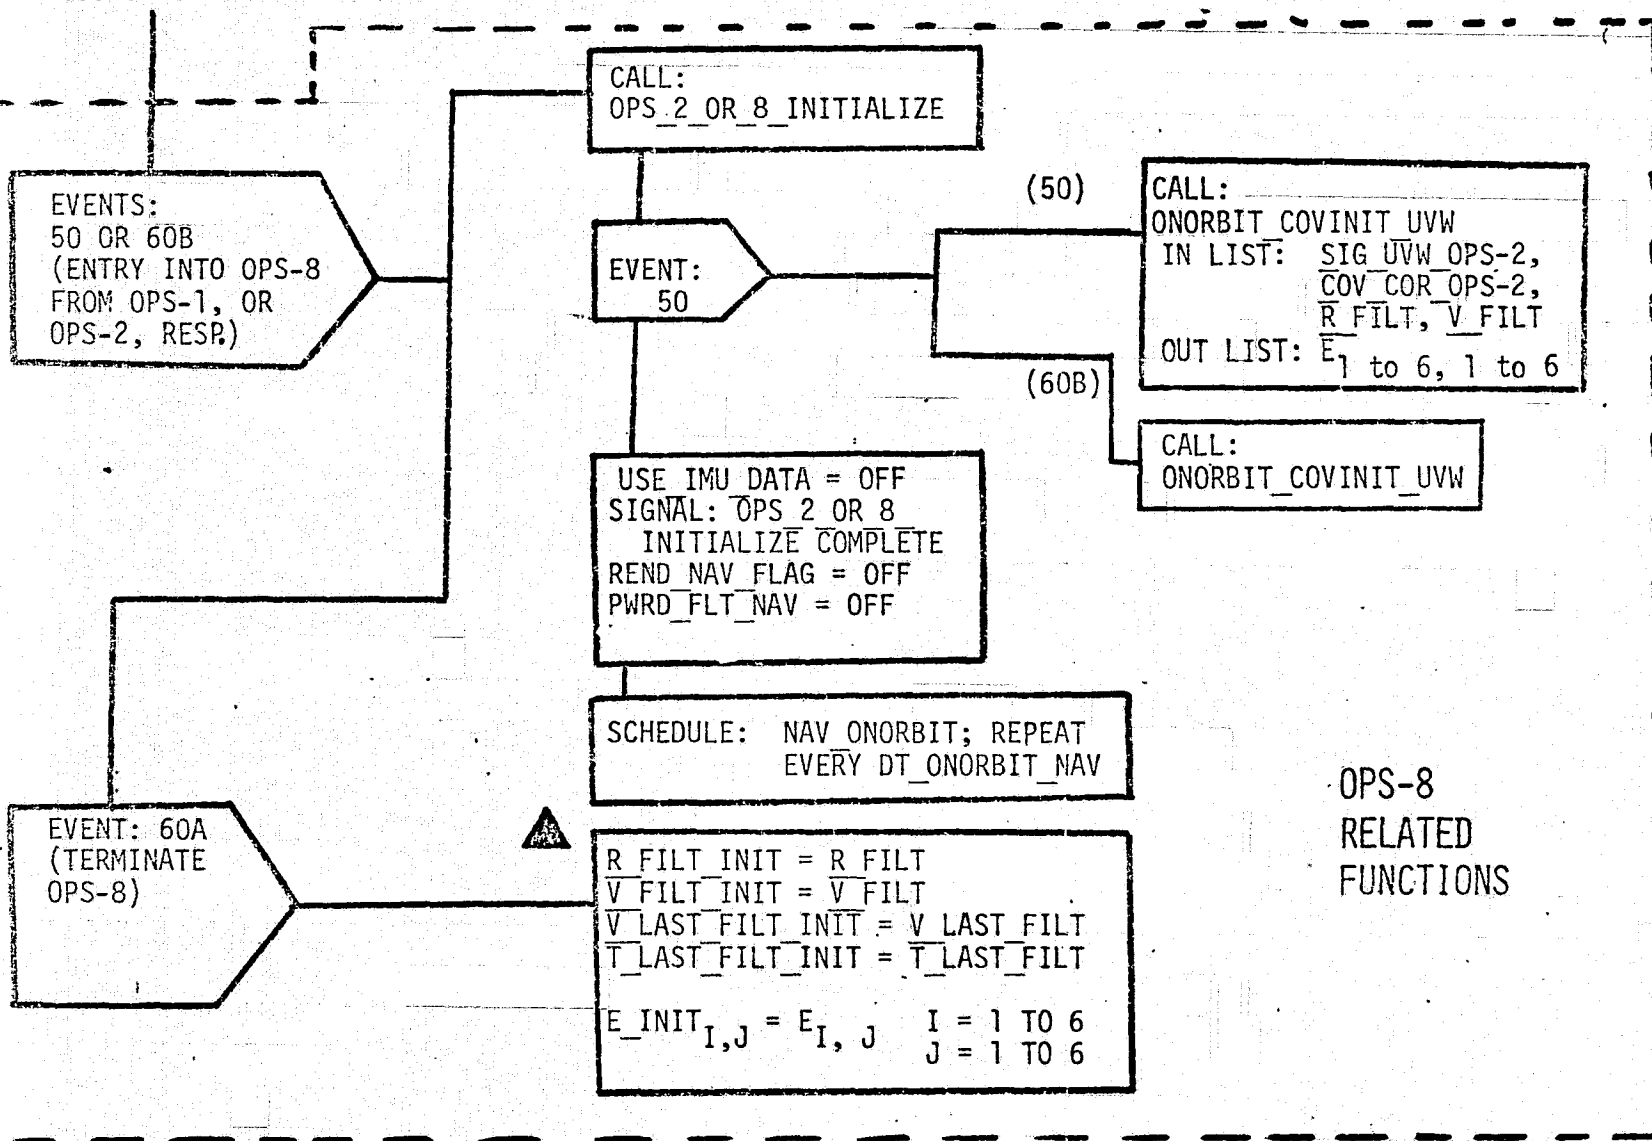 CALL:
OPS_2_OR_8_INITIALIZE
EVENTS:
50 OR 60B
(ENTRY INTO OPS-8
FROM OPS-1, OR
OPS-2, RESP.)
EVENT:
50
(50)
(60B)
CALL:
ONORBIT_COVINIT_UVW
IN LIST: SIG_UVW_OPS-2,
COV_COR_OPS-2,
R_FILT, V_FILT
OUT LIST: E 1 to 6, 1 to 6
CALL:
ONORBIT_COVINIT_UVW
USE_IMU_DATA = OFF
SIGNAL: OPS_2_OR_8_
INITIALIZE_COMPLETE
REND_NAV_FLAG = OFF
PWRD_FLT_NAV = OFF
SCHEDULE: NAV_ONORBIT; REPEAT
EVERY DT_ONORBIT_NAV
EVENT: 60A
(TERMINATE
OPS-8)
R_FILT_INIT = R_FILT
V_FILT_INIT = V_FILT
V_LAST_FILT_INIT = V_LAST_FILT
T_LAST_FILT_INIT = T_LAST_FILT
E_INIT I,J = E I, J I = 1 TO 6
J = 1 TO 6
OPS-8
RELATED
FUNCTIONS